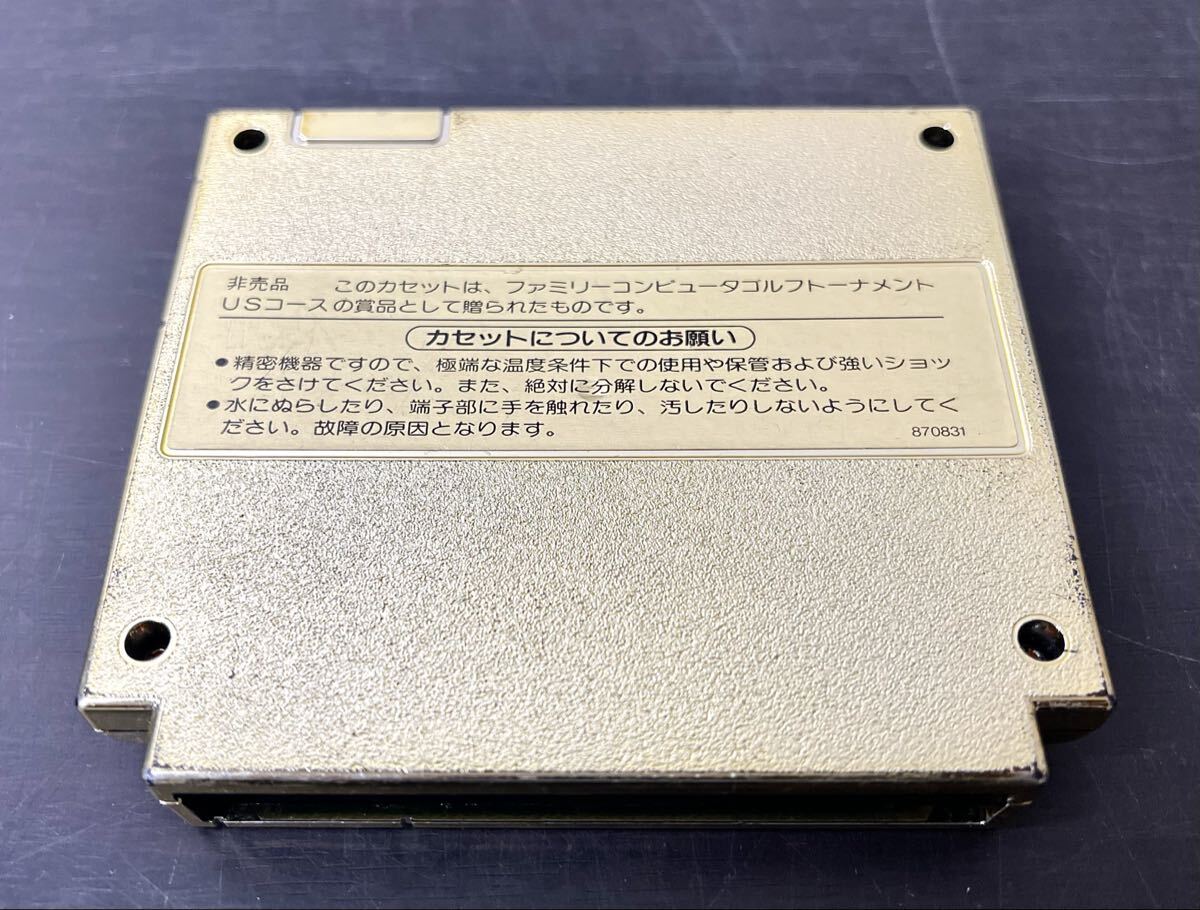 非売品 このカセットは、ファミリーコンピュータゴルフトーナメント
USコースの賞品として贈られたものです。
カセットについてのお願い
●精密機器ですので、極端な温度条件下での使用や保管および強いショッ
クをさけてください。また、絶対に分解しないでください。
●水にぬらしたり、端子部に手を触れたり、汚したりしないようにしてく
ださい。故障の原因となります。
870831